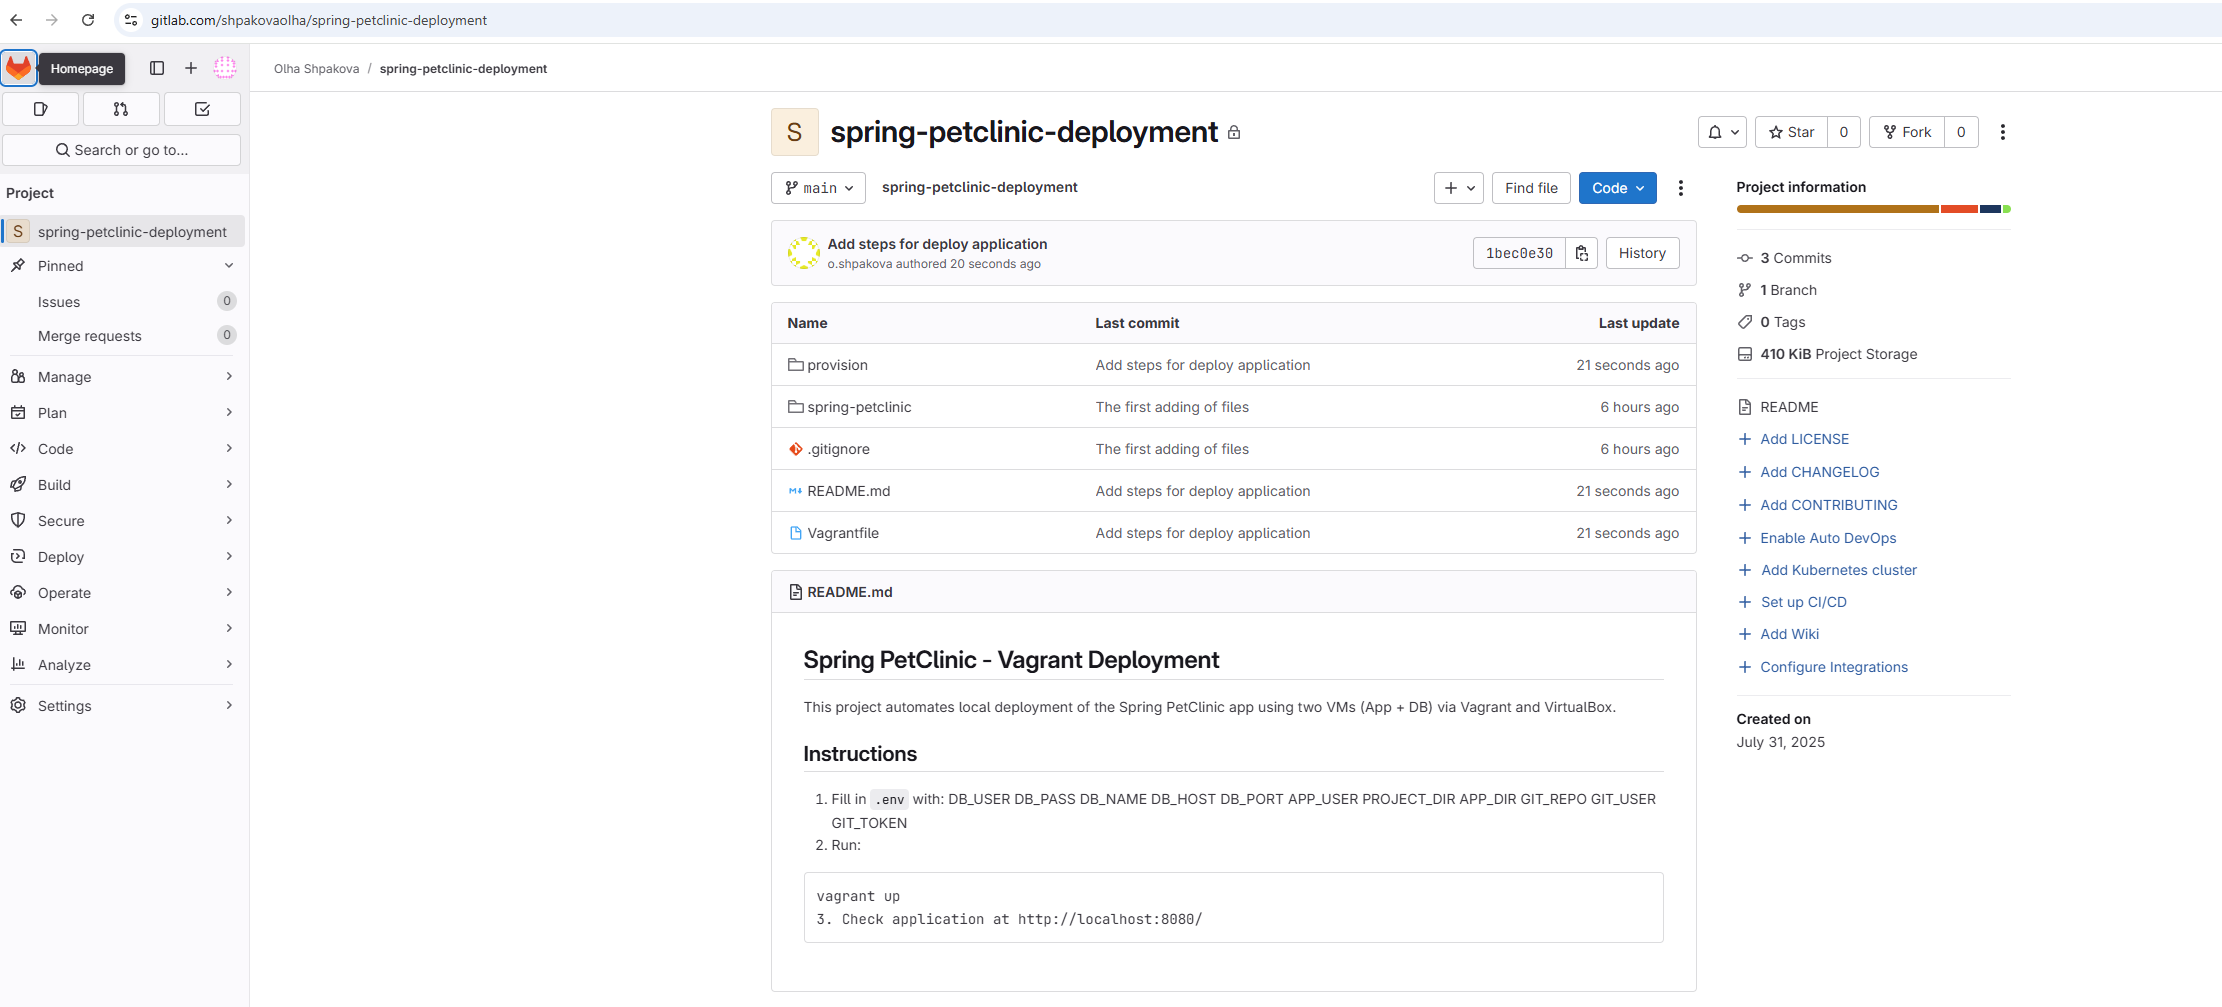 gitlab.com/shpakovaolha/spring-petclinic-deployment
Homepage
Olha Shpakova / spring-petclinic-deployment
Search or go to...
Project
S spring-petclinic-deployment
Pinned
Issues 0
Merge requests 0
Manage
Plan
Code
Build
Secure
Deploy
Operate
Monitor
Analyze
Settings
S spring-petclinic-deployment
Star 0
Fork 0
main
spring-petclinic-deployment
Find file
Code
Add steps for deploy application
o.shpakova authored 20 seconds ago
1bec0e30
History
Name Last commit Last update
provision Add steps for deploy application 21 seconds ago
spring-petclinic The first adding of files 6 hours ago
.gitignore The first adding of files 6 hours ago
README.md Add steps for deploy application 21 seconds ago
Vagrantfile Add steps for deploy application 21 seconds ago
README.md
Spring PetClinic - Vagrant Deployment
This project automates local deployment of the Spring PetClinic app using two VMs (App + DB) via Vagrant and VirtualBox.
Instructions
1. Fill in .env with: DB_USER DB_PASS DB_NAME DB_HOST DB_PORT APP_USER PROJECT_DIR APP_DIR GIT_REPO GIT_USER
GIT_TOKEN
2. Run:
vagrant up
3. Check application at http://localhost:8080/
Project information
3 Commits
1 Branch
0 Tags
410 KiB Project Storage
README
Add LICENSE
Add CHANGELOG
Add CONTRIBUTING
Enable Auto DevOps
Add Kubernetes cluster
Set up CI/CD
Add Wiki
Configure Integrations
Created on
July 31, 2025